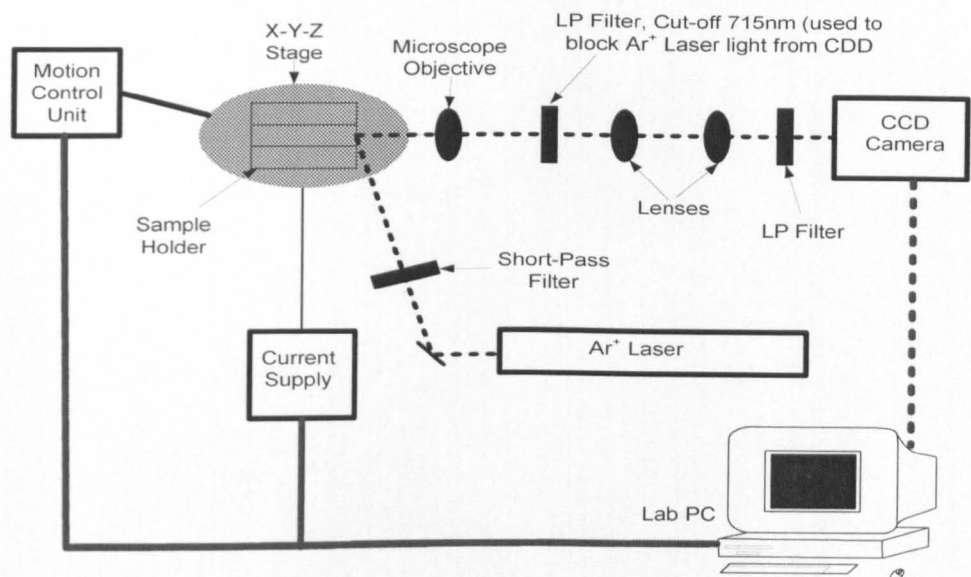 X-Y-Z
Stage
Microscope
Objective
LP Filter, Cut-off 715nm (used to
block Ar⁺ Laser light from CDD
Motion
Control
Unit
CCD
Camera
Sample
Holder
Lenses
LP Filter
Short-Pass
Filter
Current
Supply
Ar⁺ Laser
Lab PC